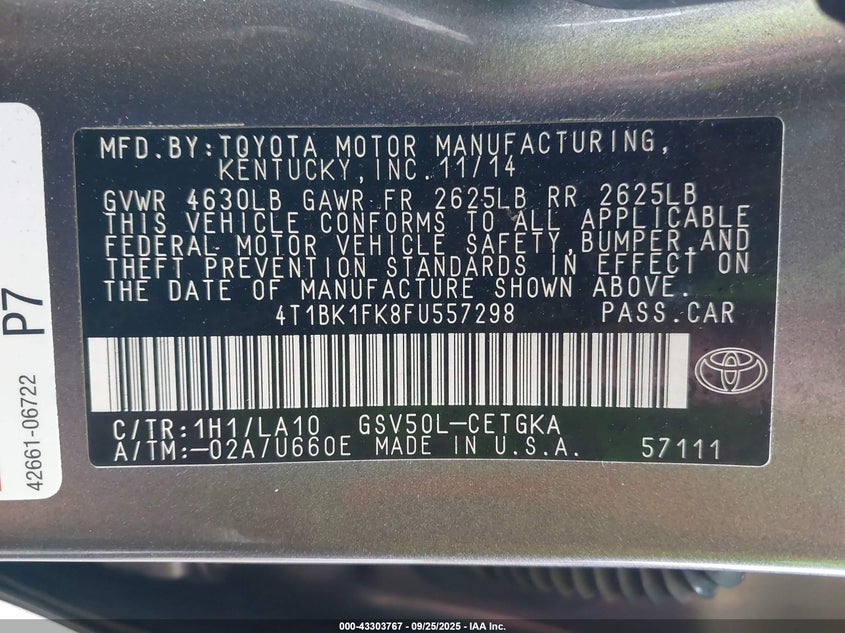 MFD.BY:TOYOTA MOTOR MANUFACTURING,
KENTUCKY,INC.11/14
GVWR 4630LB GAWR FR 2625LB RR 2625LB
THIS VEHICLE CONFORMS TO ALL APPLICABLE
FEDERAL MOTOR VEHICLE SAFETY,BUMPER,AND
THEFT PREVENTION STANDARDS IN EFFECT ON
THE DATE OF MANUFACTURE SHOWN ABOVE.
4T1BK1FK8FU557298 PASS.CAR
C/TR:1H1/LA10 GSV50L-CETGKA
A/TM:-02A/U660E MADE IN U.S.A. 57111
P7
42661-06722
000-43303767 - 09/25/2025 - IAA Inc.